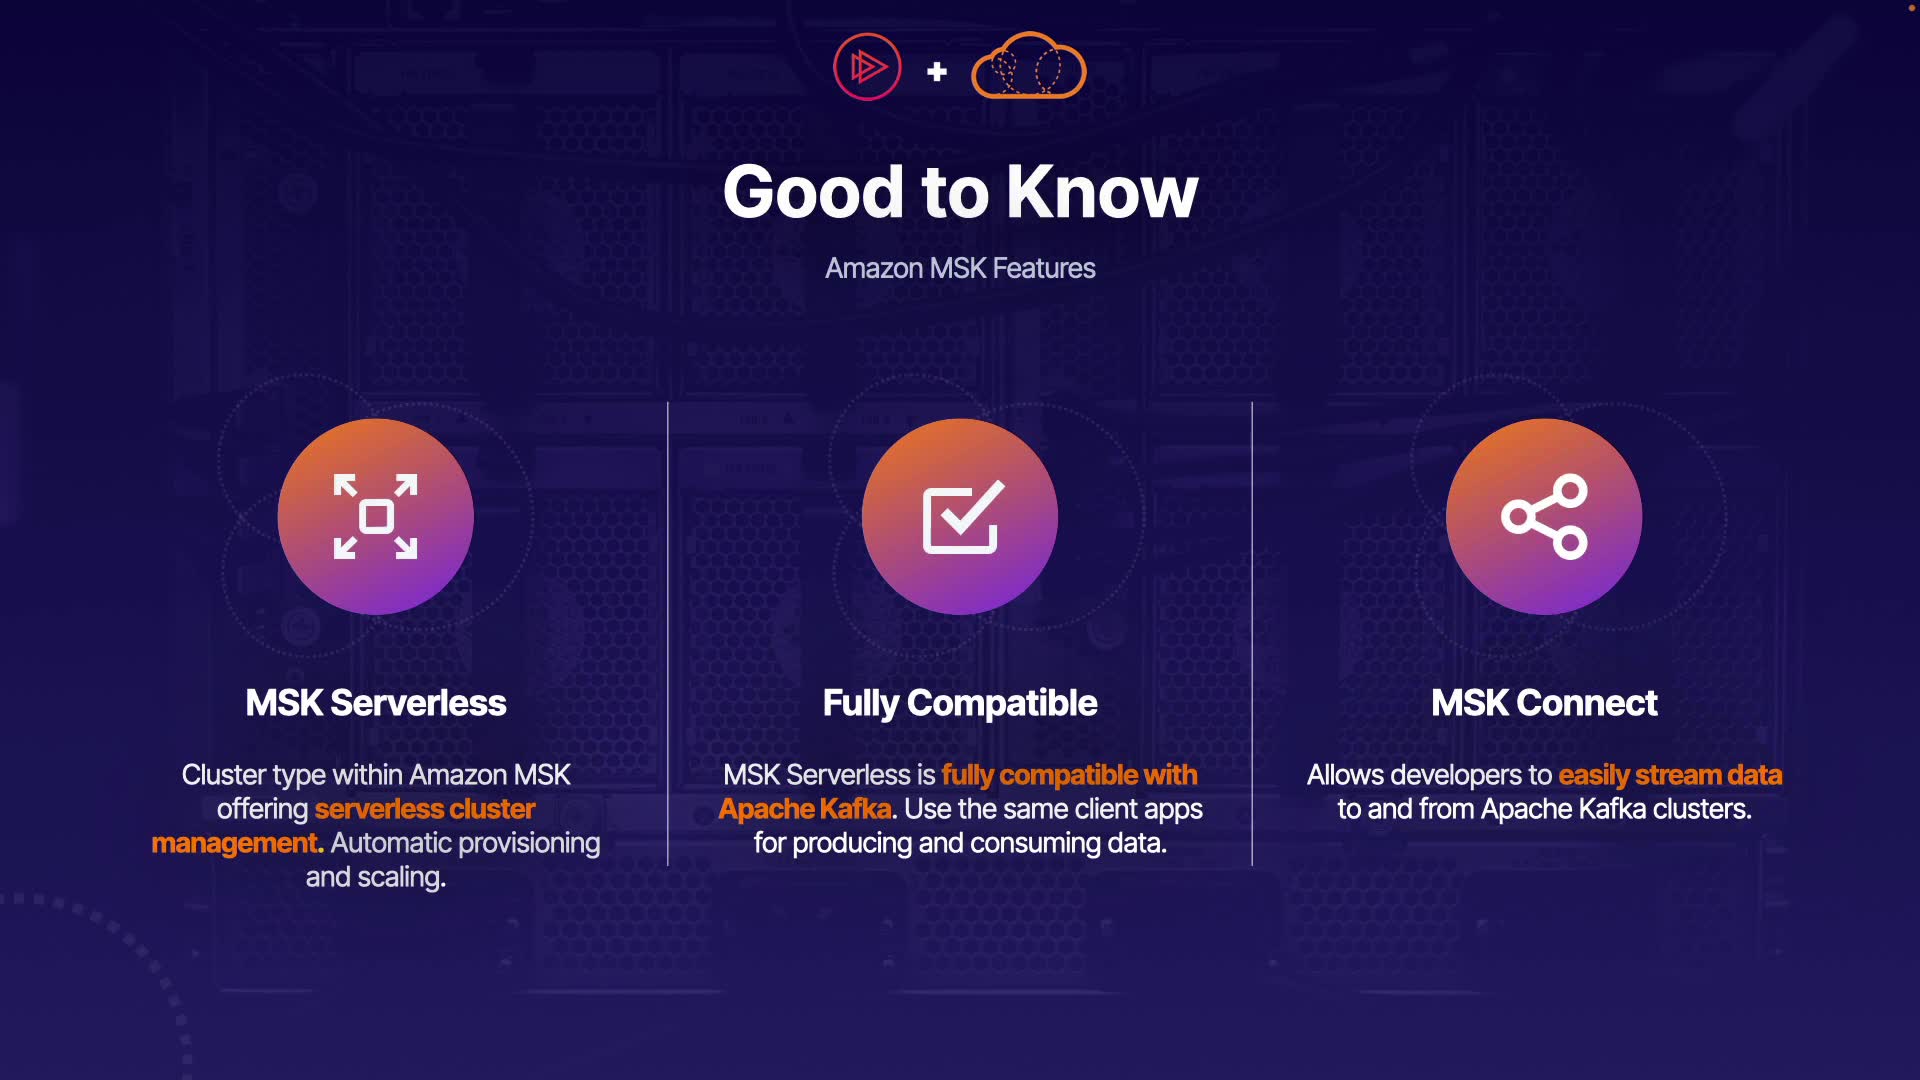 Good to Know
Amazon MSK Features
MSK Serverless
Cluster type within Amazon MSK
offering serverless cluster
management. Automatic provisioning
and scaling.
Fully Compatible
MSK Serverless is fully compatible with
Apache Kafka. Use the same client apps
for producing and consuming data.
MSK Connect
Allows developers to easily stream data
to and from Apache Kafka clusters.